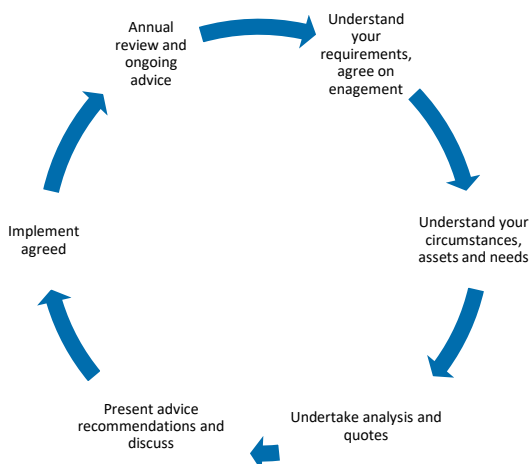 Annual
review and
ongoing
advice
Understand
your
requirements,
agree on
enagement
Understand your
circumstances,
assets and needs
Undertake analysis and
quotes
Present advice
recommendations and
discuss
Implement
agreed